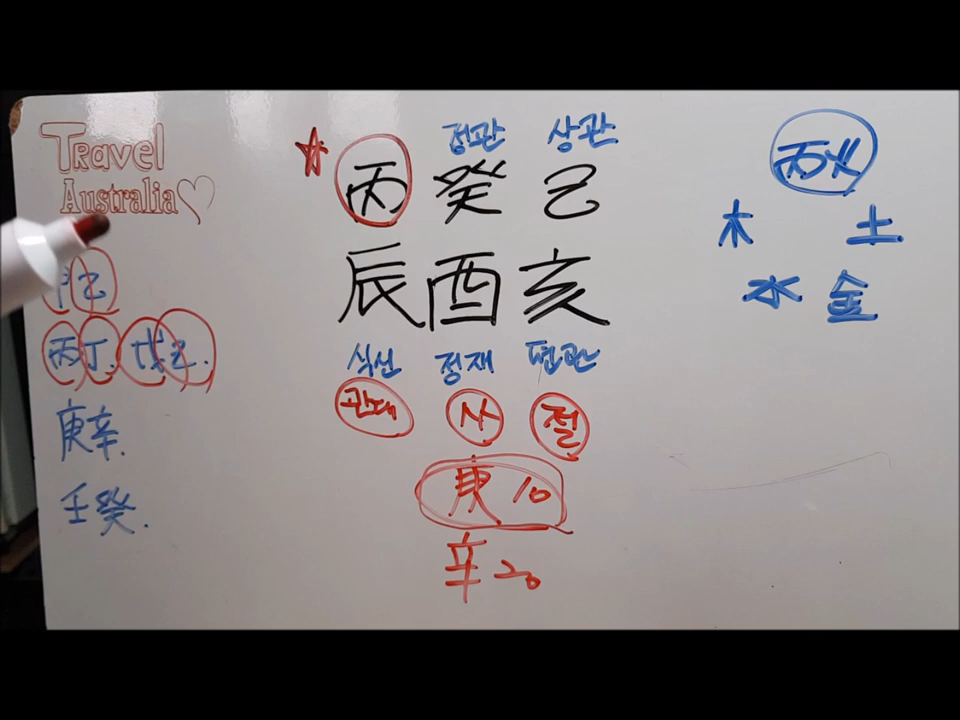 Travel
Australia
정관 상관
丙 癸 己
辰 酉 亥
식신 정재 편관
관대 사 절
庚 10
辛 20
己
丙丁. 戊己.
庚辛.
壬癸.
丙火
木 土
水 金